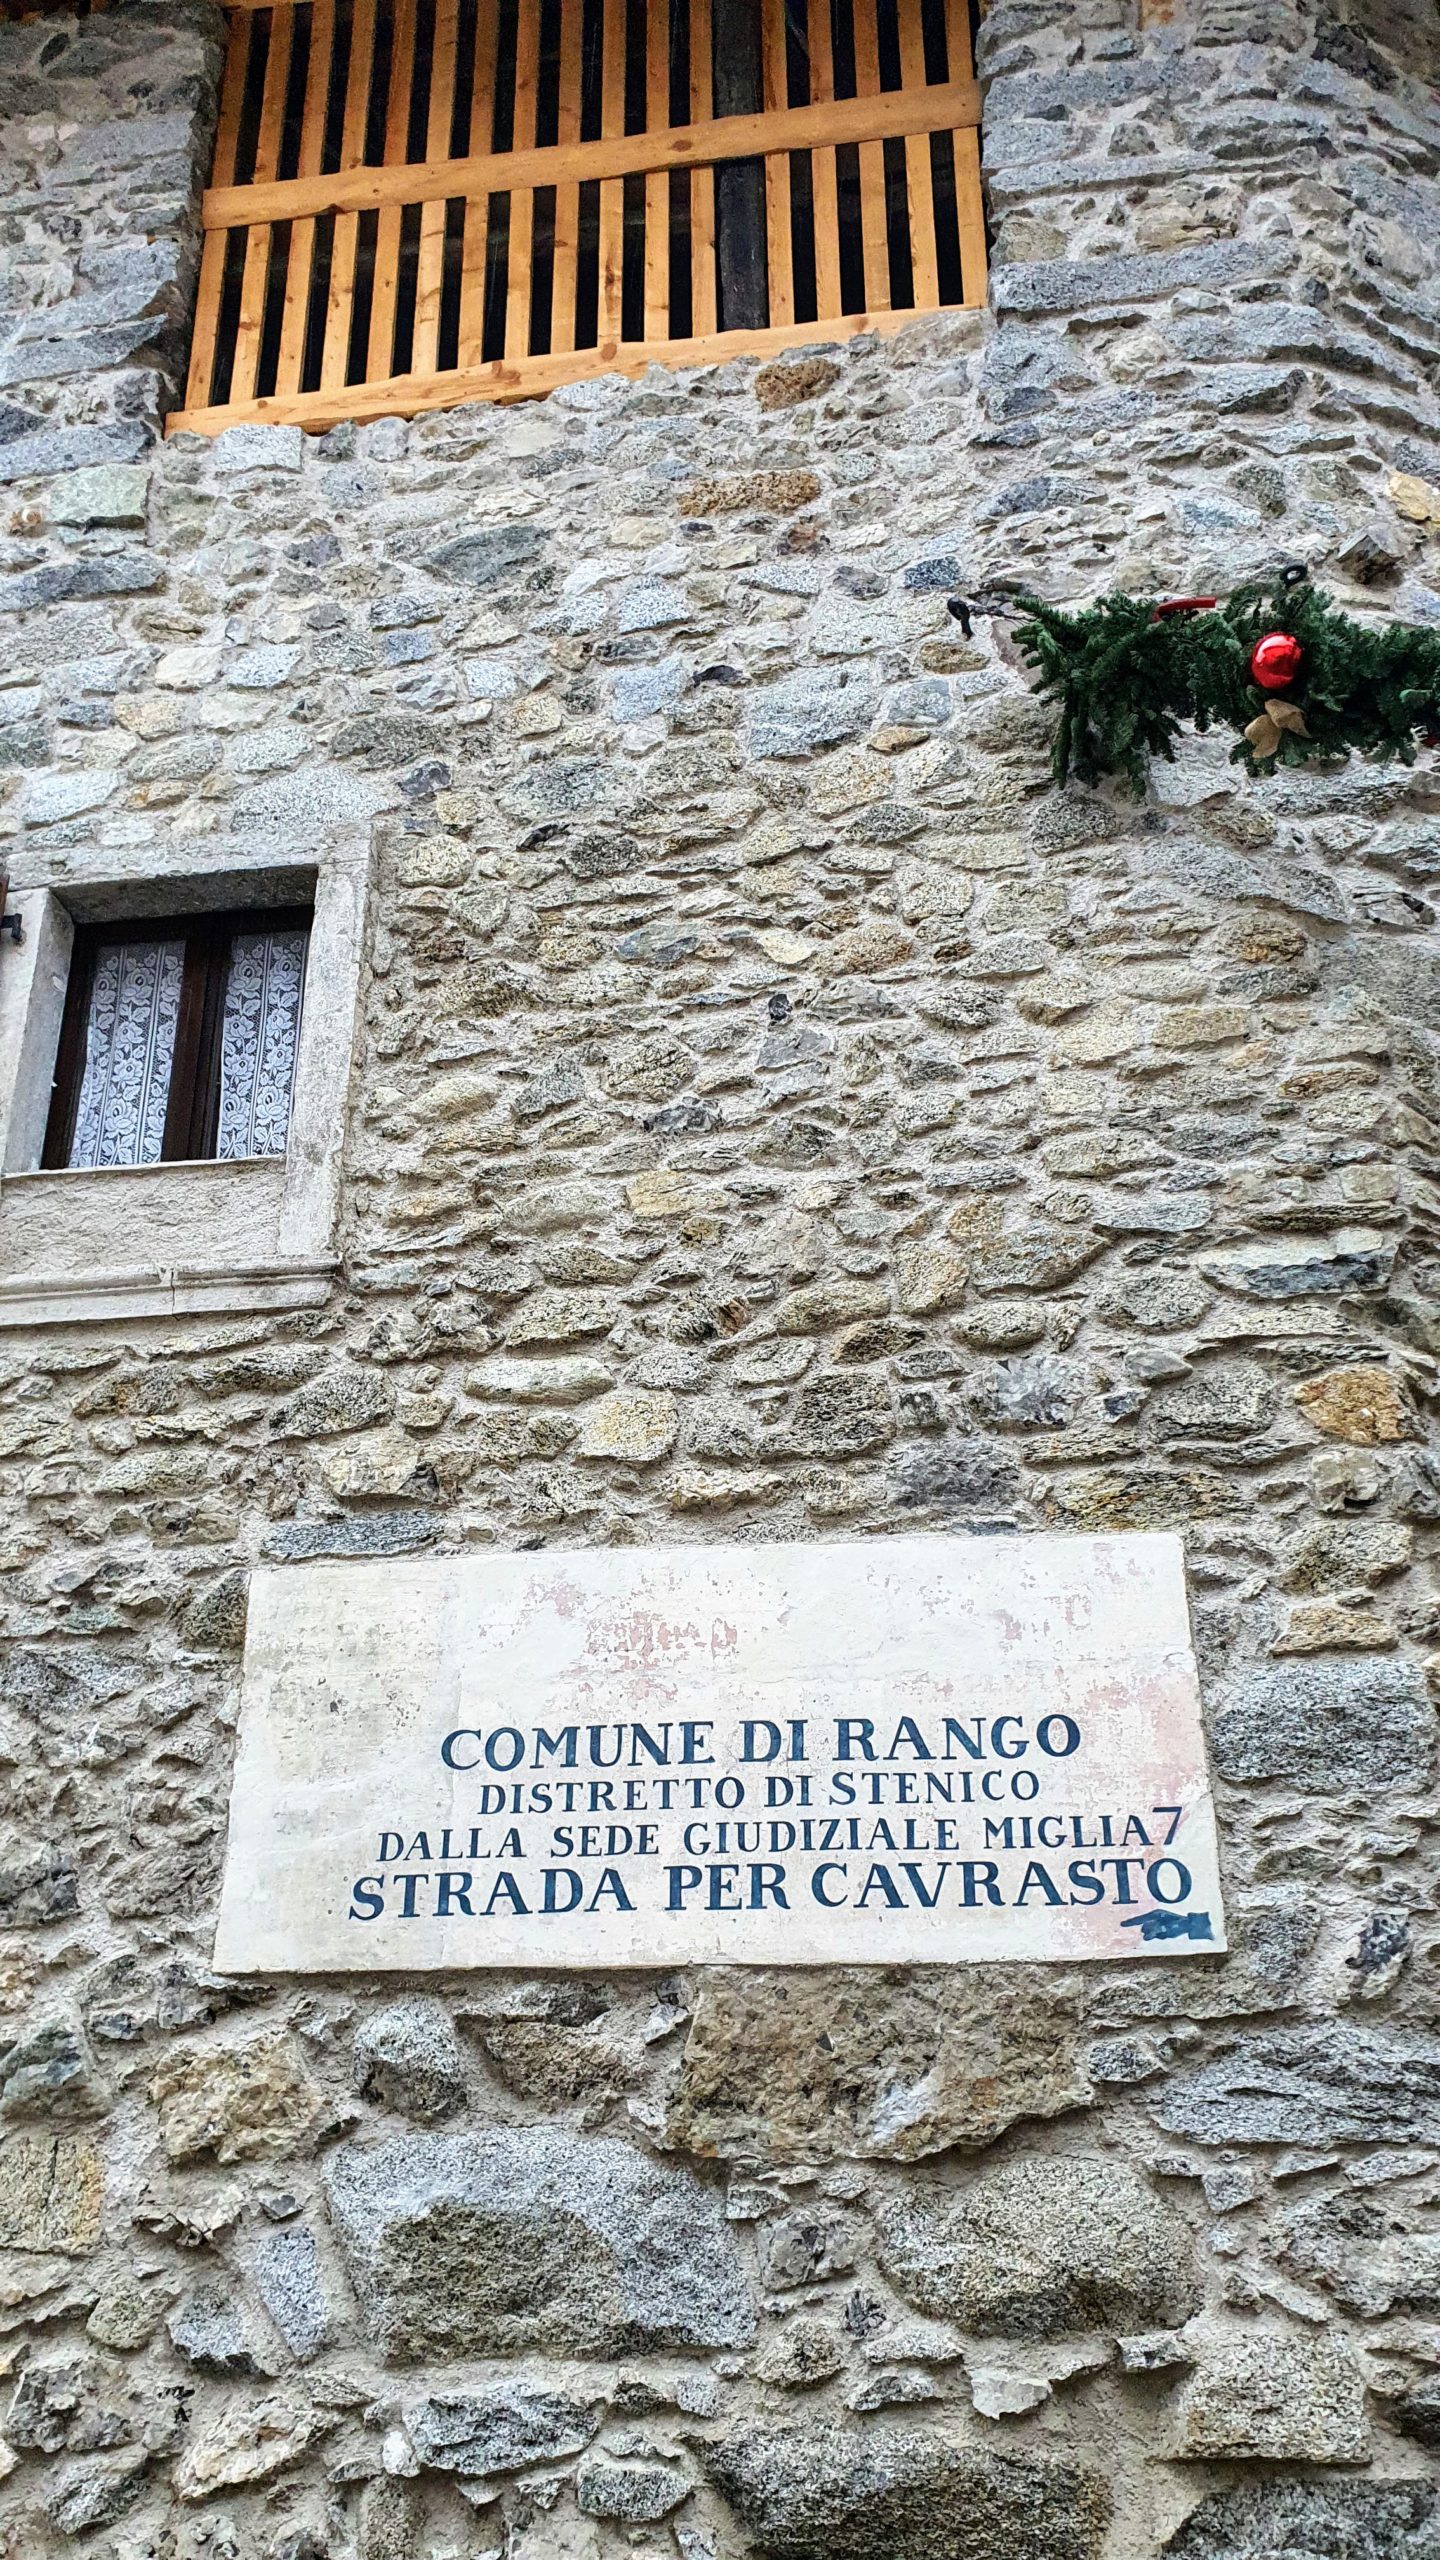 COMUNE DI RANGO
DISTRETTO DI STENICO
DALLA SEDE GIUDIZIALE MIGLIA 7
STRADA PER CAVRASTO